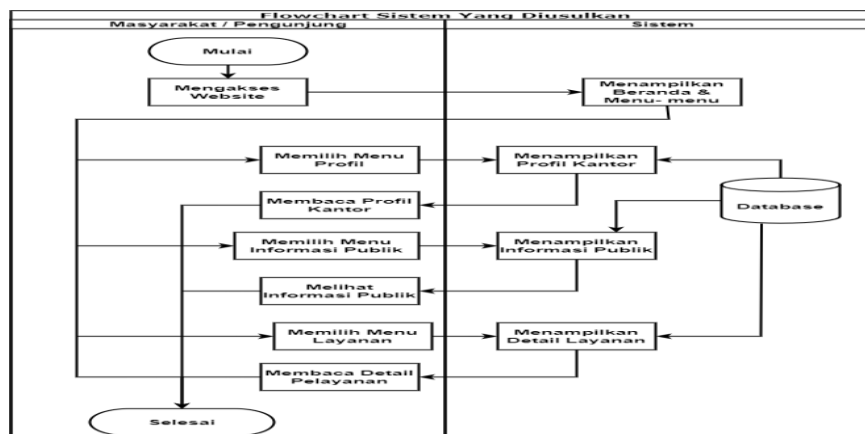 Flowchart Sistem Yang Diusulkan
Masyarakat / Pengunjung
Sistem
Mulai
Mengakses
Website
Menampilkan
Beranda &
Menu- menu
Memilih Menu
Profil
Menampilkan
Profil Kantor
Membaca Profil
Kantor
Database
Memilih Menu
Informasi Publik
Menampilkan
Informasi Publik
Melihat
Informasi Publik
Memilih Menu
Layanan
Menampilkan
Detail Layanan
Membaca Detail
Pelayanan
Selesai